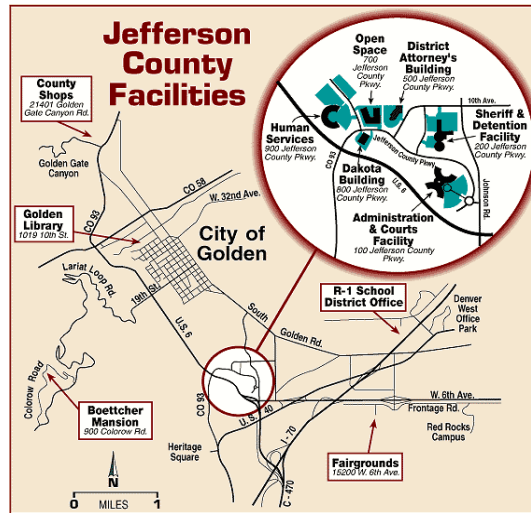 Jefferson
County
Facilities
County
Shops
21401 Golden
Gate Canyon Rd.
Golden Gate
Canyon
CO 93
CO 58
W. 32nd Ave.
Golden
Library
1019 10th St.
City of
Golden
Lariat Loop Rd.
19th St.
U.S. 6
South
Golden Rd.
Colorow Road
Boettcher
Mansion
900 Colorow Rd.
CO 93
U.S. 40
Heritage
Square
I - 70
C - 470
R-1 School
District Office
Denver
West
Office
Park
W. 6th Ave.
Frontage Rd.
Red Rocks
Campus
Fairgrounds
15200 W. 6th Ave.
N
0 MILES 1
Open
Space
700
Jefferson
County
Pkwy.
District
Attorney's
Building
500 Jefferson
County Pkwy.
10th Ave.
Sheriff &
Detention
Facility
200 Jefferson
County Pkwy.
Human
Services
900 Jefferson
County Pkwy.
Jefferson County Pkwy.
CO 93
Dakota
Building
800 Jefferson
County Pkwy.
U.S. 6
Johnson Rd.
Administration
& Courts
Facility
100 Jefferson County
Pkwy.